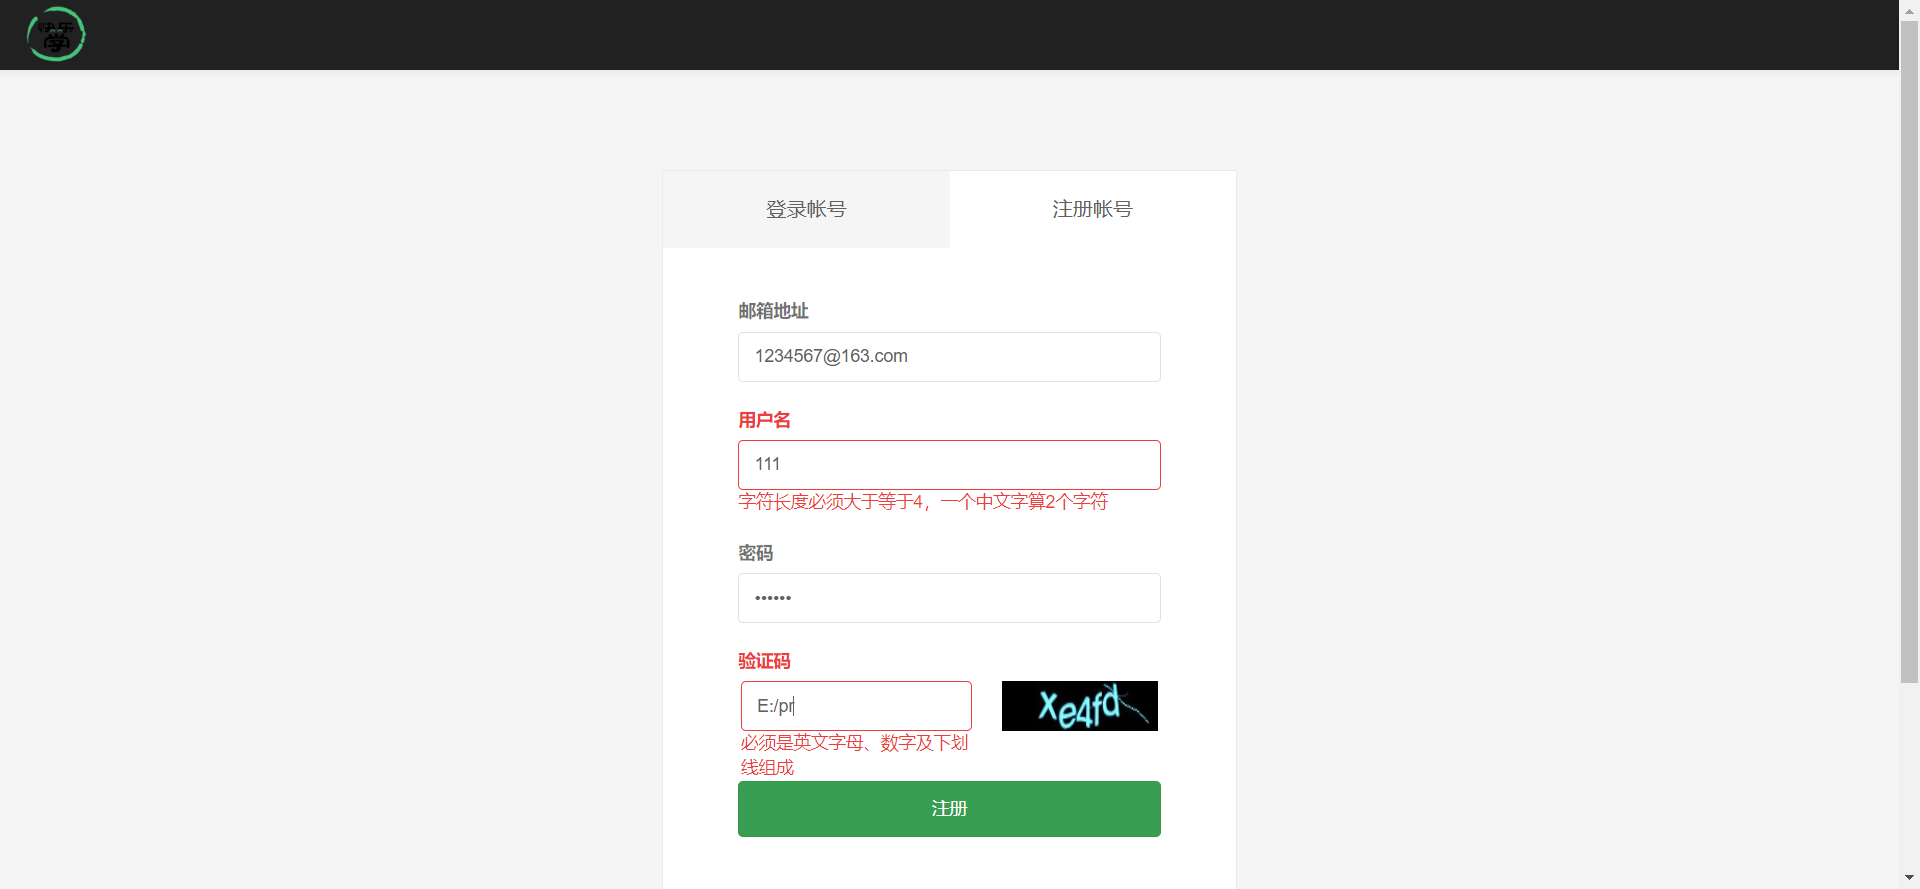 快乐
學
登录帐号
注册帐号
邮箱地址
1234567@163.com
用户名
111
字符长度必须大于等于4，一个中文字算2个字符
密码
••••••
验证码
E:/pr
Xe4fd
必须是英文字母、数字及下划
线组成
注册